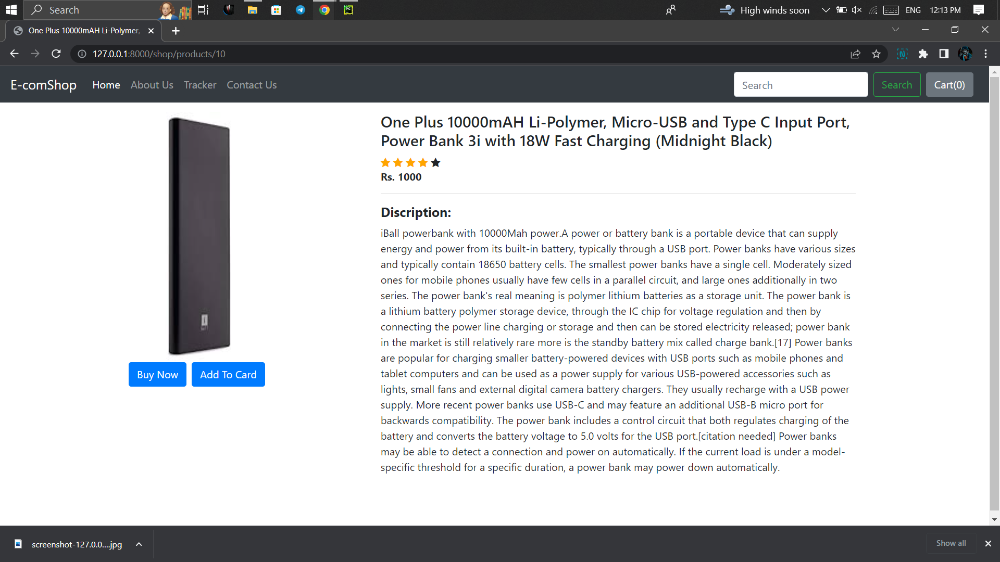 Search
High winds soon
ENG
12:13 PM
One Plus 10000mAH Li-Polymer,
127.0.0.1:8000/shop/products/10
E-comShop
Home
About Us
Tracker
Contact Us
Search
Search
Cart(0)
One Plus 10000mAH Li-Polymer, Micro-USB and Type C Input Port,
Power Bank 3i with 18W Fast Charging (Midnight Black)
Rs. 1000
Discription:
iBall powerbank with 10000Mah power.A power or battery bank is a portable device that can supply
energy and power from its built-in battery, typically through a USB port. Power banks have various sizes
and typically contain 18650 battery cells. The smallest power banks have a single cell. Moderately sized
ones for mobile phones usually have few cells in a parallel circuit, and large ones additionally in two
series. The power bank's real meaning is polymer lithium batteries as a storage unit. The power bank is
a lithium battery polymer storage device, through the IC chip for voltage regulation and then by
connecting the power line charging or storage and then can be stored electricity released; power bank
in the market is still relatively rare more is the standby battery mix called charge bank.[17] Power banks
are popular for charging smaller battery-powered devices with USB ports such as mobile phones and
tablet computers and can be used as a power supply for various USB-powered accessories such as
lights, small fans and external digital camera battery chargers. They usually recharge with a USB power
supply. More recent power banks use USB-C and may feature an additional USB-B micro port for
backwards compatibility. The power bank includes a control circuit that both regulates charging of the
battery and converts the battery voltage to 5.0 volts for the USB port.[citation needed] Power banks
may be able to detect a connection and power on automatically. If the current load is under a model-
specific threshold for a specific duration, a power bank may power down automatically.
Buy Now
Add To Card
screenshot-127.0.0....jpg
Show all